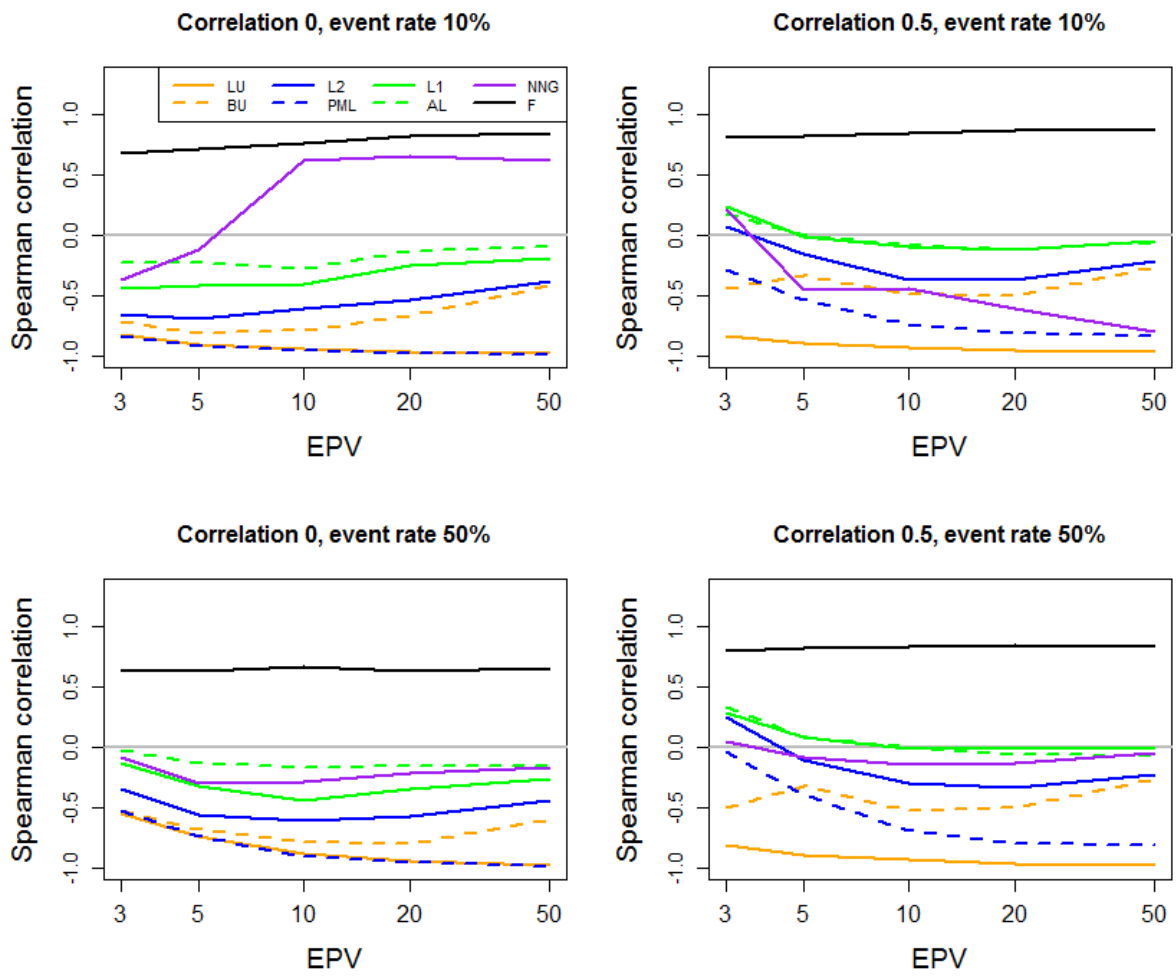 Correlation 0, event rate 10%
LU L2 L1 NNG
BU PML AL F
Spearman correlation
1.0
0.5
0.0
-0.5
-1.0
3 5 10 20 50
EPV
Correlation 0.5, event rate 10%
Spearman correlation
1.0
0.5
0.0
-0.5
-1.0
3 5 10 20 50
EPV
Correlation 0, event rate 50%
Spearman correlation
1.0
0.5
0.0
-0.5
-1.0
3 5 10 20 50
EPV
Correlation 0.5, event rate 50%
Spearman correlation
1.0
0.5
0.0
-0.5
-1.0
3 5 10 20 50
EPV